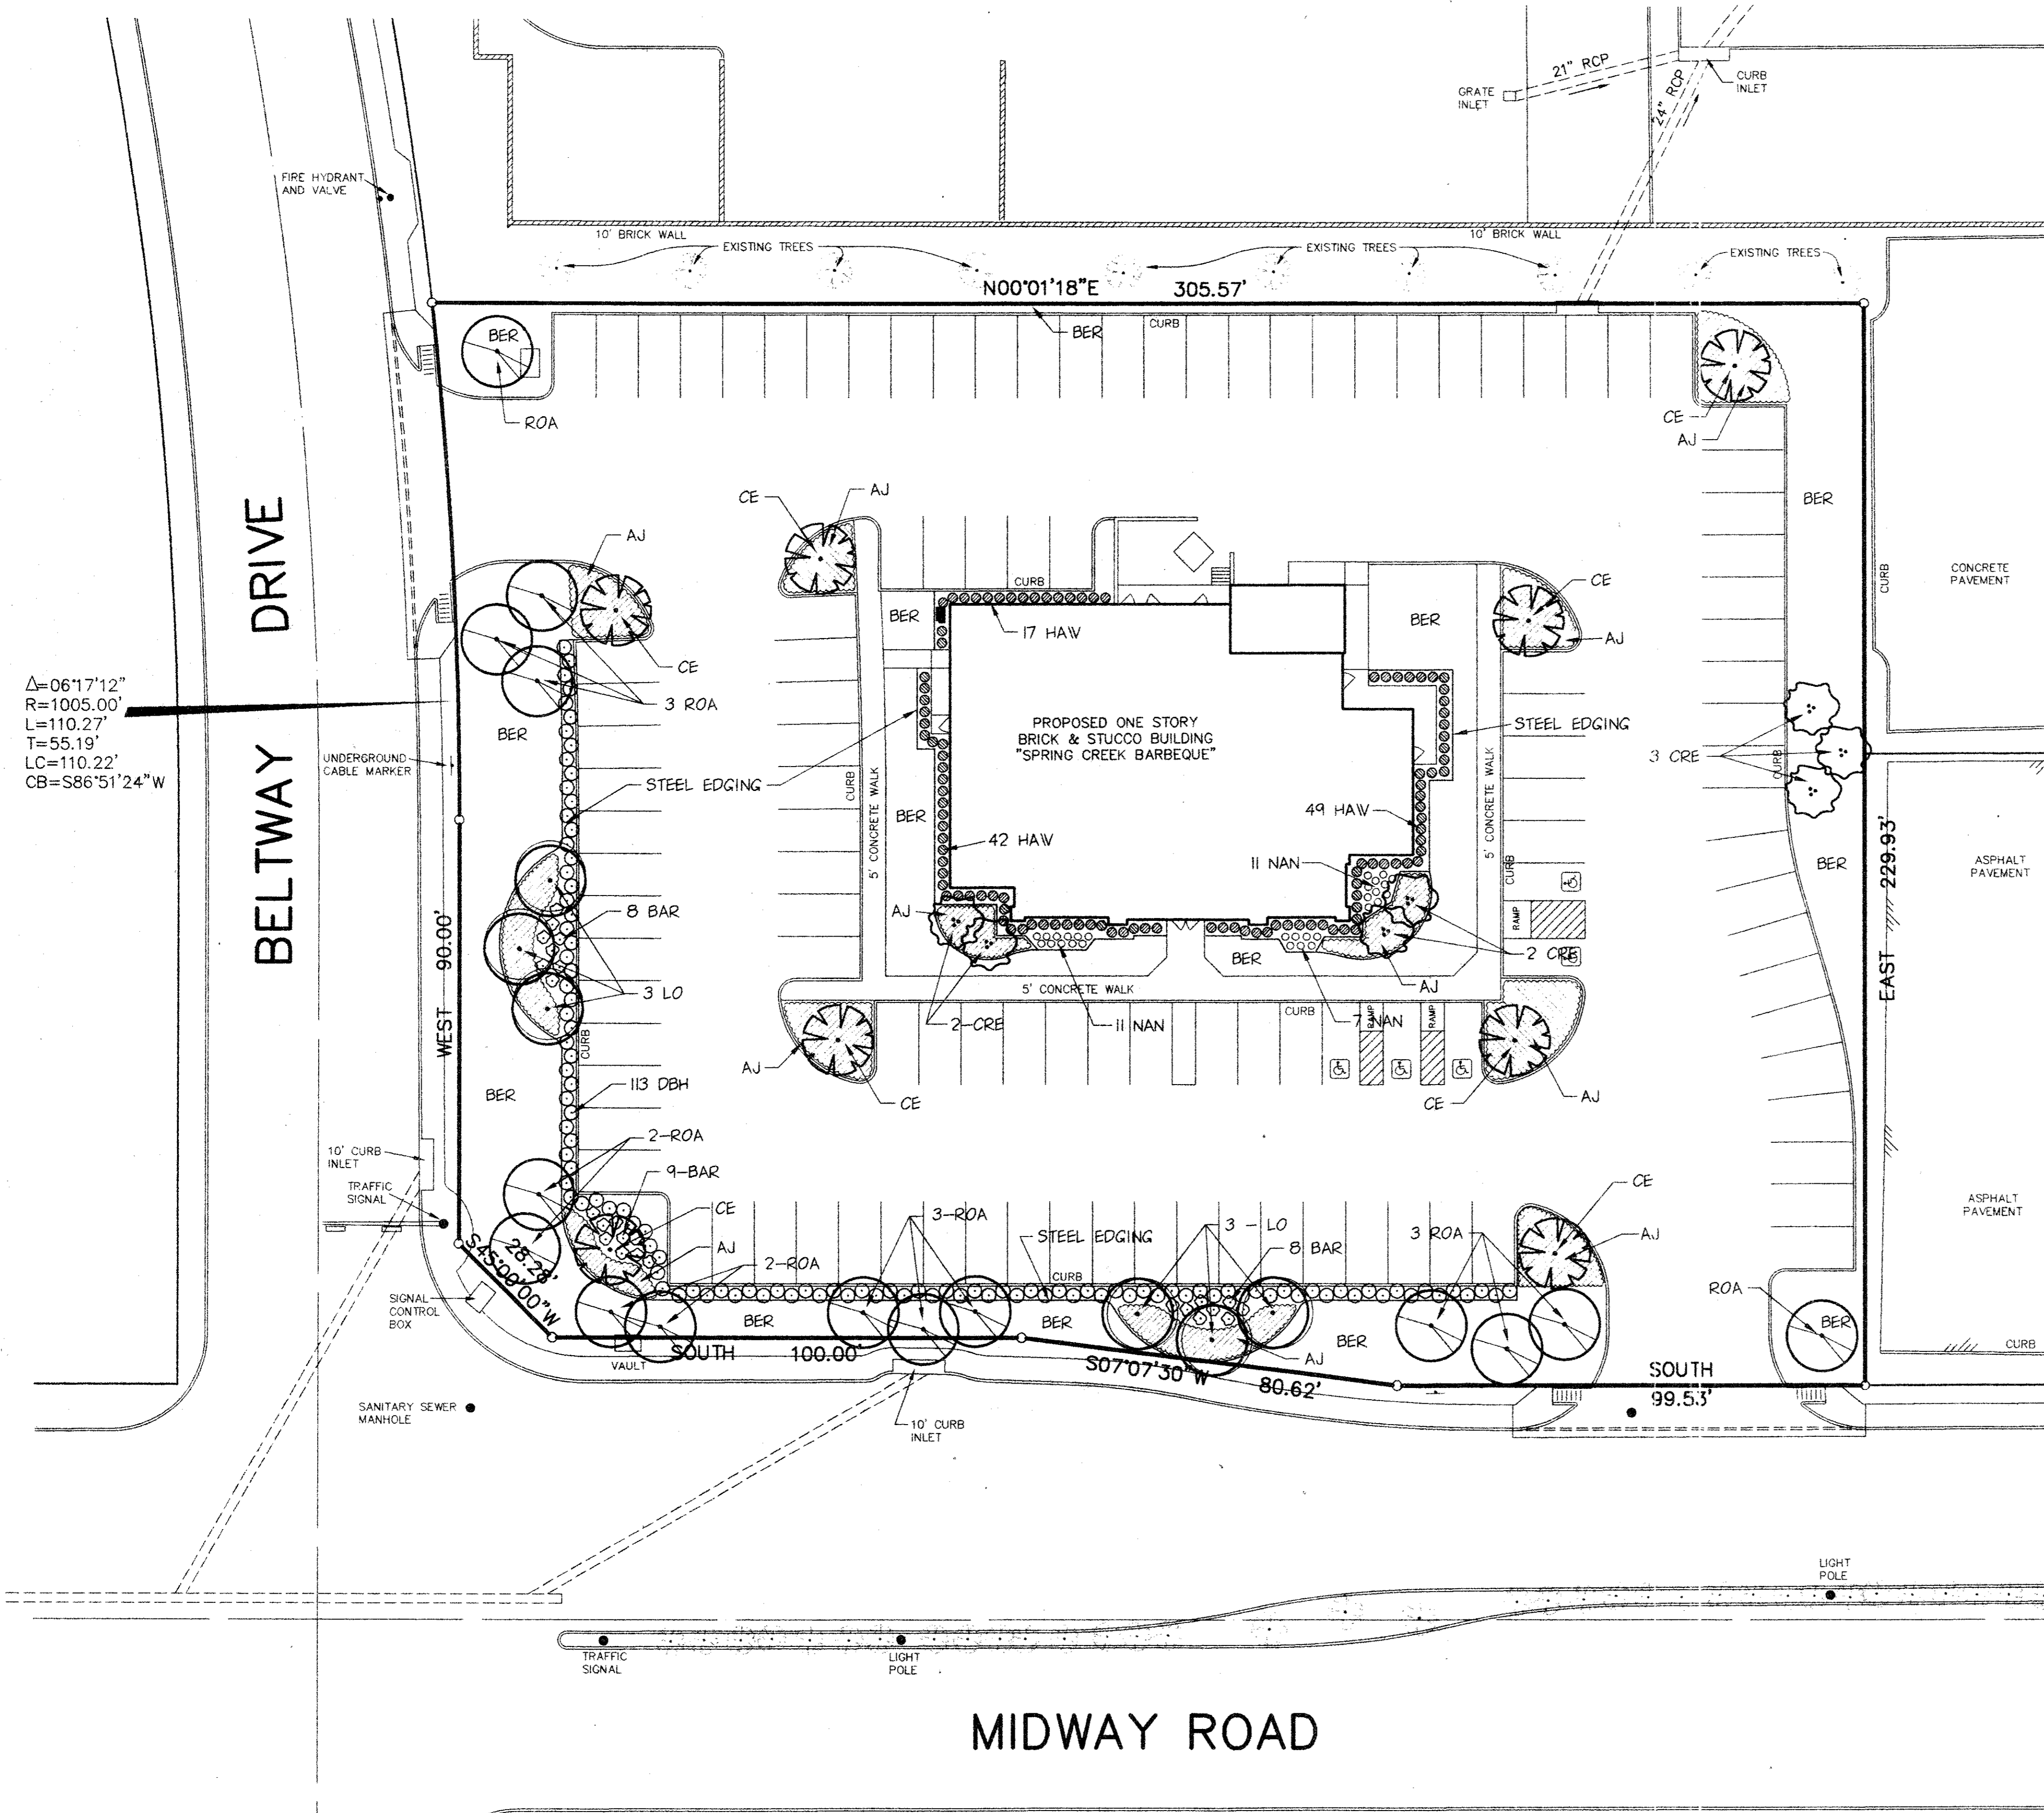 21" RCP
GRATE
INLET
CURB
INLET
24" RCP
FIRE HYDRANT
AND VALVE
10' BRICK WALL
10' BRICK WALL
EXISTING TREES
EXISTING TREES
EXISTING TREES
N00°01'18"E 305.57'
BER
CURB
BER
ROA
CE
AJ
BER
CE
AJ
AJ
CE
AJ
CURB
CONCRETE
PAVEMENT
CURB
BER
17 HAW
BER
CE
3 ROA
BER
Δ=06°17'12"
R=1005.00'
L=110.27'
T=55.19'
LC=110.22'
CB=S86°51'24"W
UNDERGROUND
CABLE MARKER
PROPOSED ONE STORY
BRICK & STUCCO BUILDING
"SPRING CREEK BARBEQUE"
STEEL EDGING
3 CRE
CURB
STEEL EDGING
CURB
5' CONCRETE WALK
BER
49 HAW
42 HAW
5' CONCRETE WALK
CURB
11 NAN
BER
ASPHALT
PAVEMENT
BELTWAY DRIVE
8 BAR
AJ
RAMP
EAST 229.93'
WEST 90.00'
3 LO
BER
2 CRE
5' CONCRETE WALK
AJ
2-CRE
11 NAN
CURB
7 NAN
RAMP
RAMP
CURB
AJ
CE
CE
AJ
BER
113 DBH
2-ROA
10' CURB
INLET
9-BAR
TRAFFIC
SIGNAL
CE
3-ROA
STEEL EDGING
3 - LO
3 ROA
CE
AJ
ASPHALT
PAVEMENT
AJ
8 BAR
S45°00'00"W
28.28'
2-ROA
CURB
SIGNAL
CONTROL
BOX
ROA
BER
BER
BER
BER
CURB
VAULT
SOUTH 100.00'
AJ
S07°07'30"W 80.62'
SOUTH
99.53'
SANITARY SEWER
MANHOLE
10' CURB
INLET
LIGHT
POLE
TRAFFIC
SIGNAL
LIGHT
POLE
MIDWAY ROAD